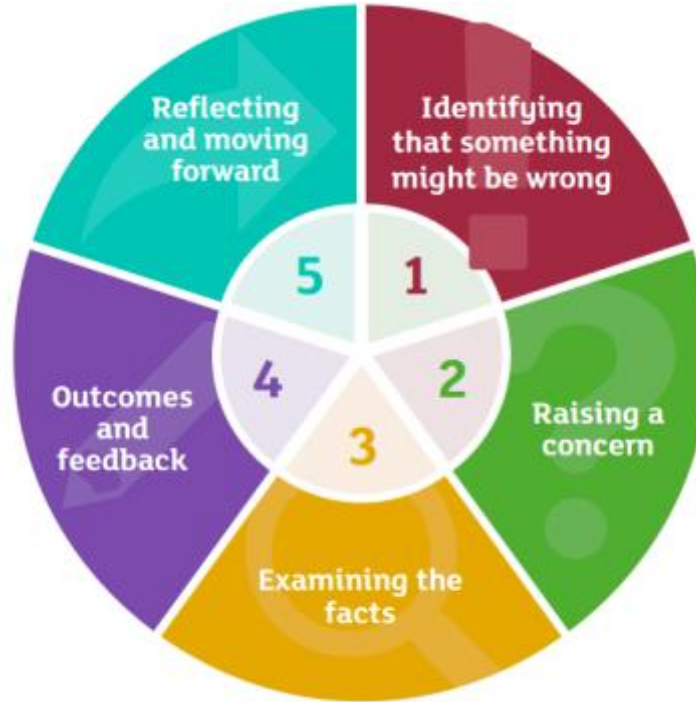 1
Identifying
that something
might be wrong
2
Raising a
concern
3
Examining the
facts
4
Outcomes
and
feedback
5
Reflecting
and moving
forward